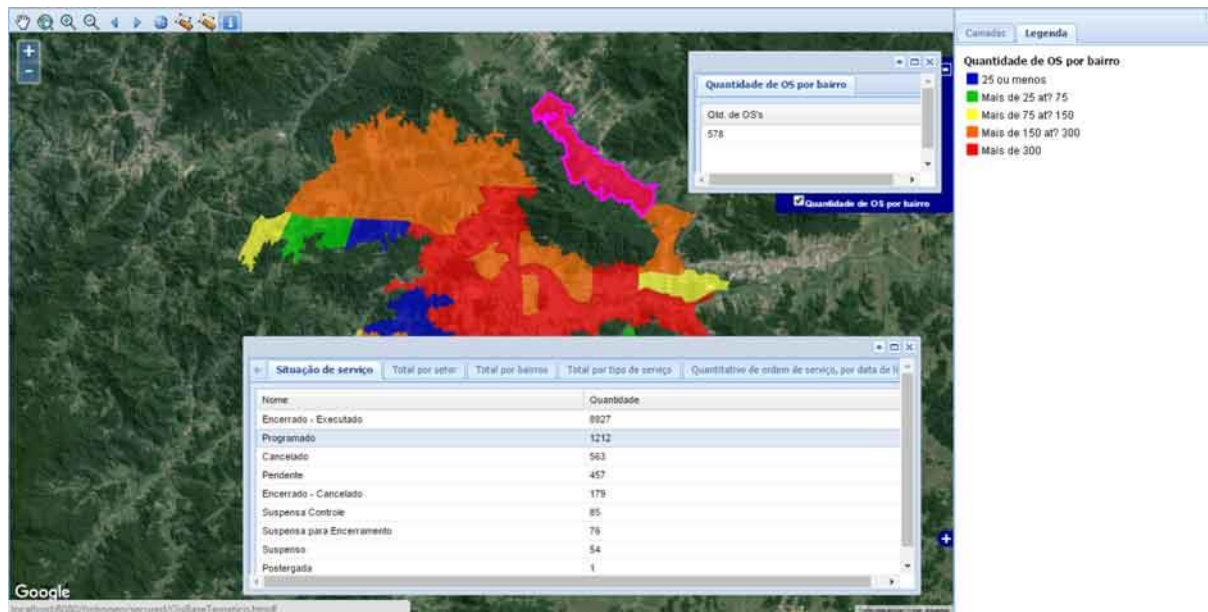 Camadas Legenda
Quantidade de OS por bairro
25 ou menos
Mais de 25 at? 75
Mais de 75 at? 150
Mais de 150 at? 300
Mais de 300
Quantidade de OS por bairro
Qtd. de OS's
578
Quantidade de OS por bairro
Situação de serviço Total por setor Total por bairros Total por tipo de serviço Quantitativo de ordem de serviço, por data de li
Nome Quantidade
Encerrado - Executado 8827
Programado 1212
Cancelado 563
Pendente 457
Encerrado - Cancelado 179
Suspensa Controle 85
Suspensa para Encerramento 76
Suspenso 54
Postergada 1
Google